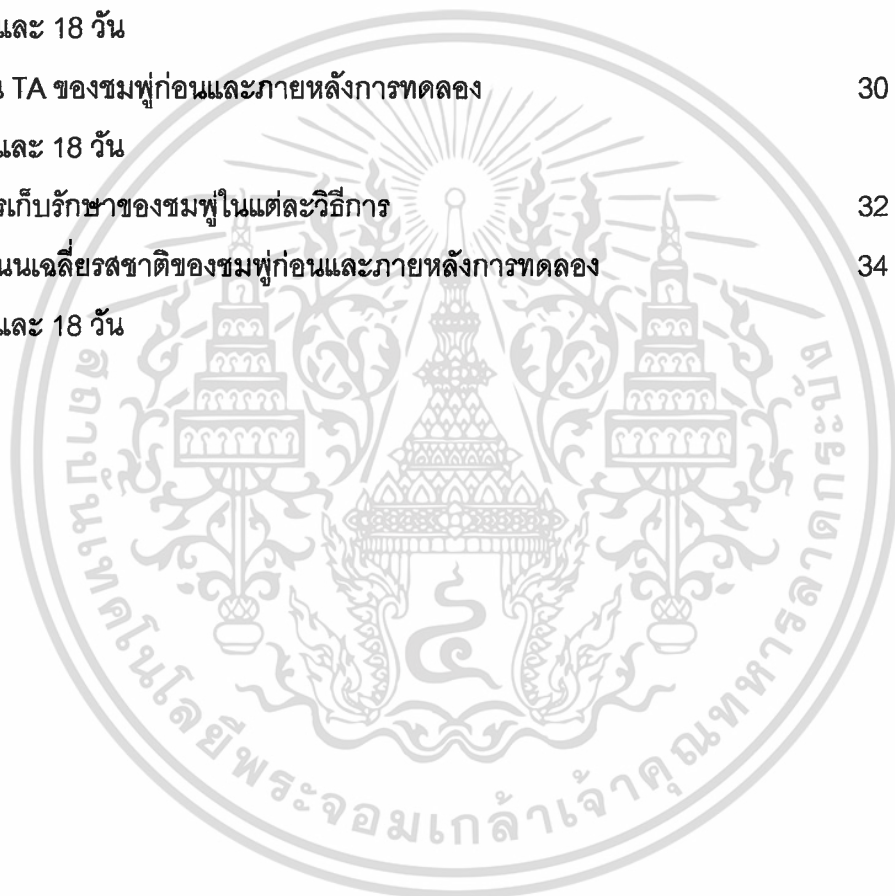 และ 18 วัน
TA ของชมพู่ก่อนและภายหลังการทดลอง 30
และ 18 วัน
เก็บรักษาของชมพู่ในแต่ละวิธีการ 32
เฉลี่ยรสชาติของชมพู่ก่อนและภายหลังการทดลอง 34
และ 18 วัน
สถาบันเทคโนโลยีพระจอมเกล้าเจ้าคุณทหารลาดกระบัง